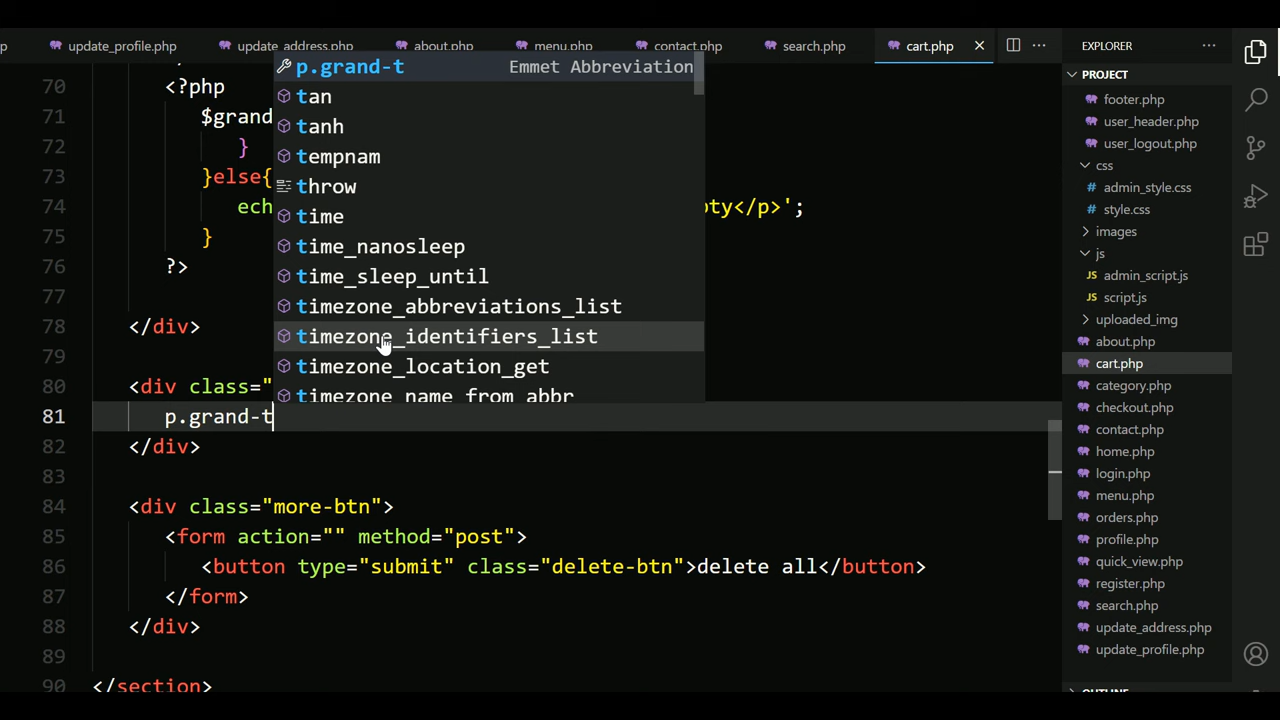 p
update_profile.php
update_address.php
about.php
menu.php
contact.php
search.php
cart.php
70 <?php
71 $grand
72 }
73 }else{
74 ech pty</p>';
75 }
76 ?>
77
78 </div>
79
80 <div class="
81 p.grand-t
82 </div>
83
84 <div class="more-btn">
85 <form action="" method="post">
86 <button type="submit" class="delete-btn">delete all</button>
87 </form>
88 </div>
89
90 </section>
p.grand-t Emmet Abbreviation
tan
tanh
tempnam
throw
time
time_nanosleep
time_sleep_until
timezone_abbreviations_list
timezone_identifiers_list
timezone_location_get
timezone_name_from_abbr
EXPLORER
PROJECT
footer.php
user_header.php
user_logout.php
css
# admin_style.css
# style.css
images
js
JS admin_script.js
JS script.js
uploaded_img
about.php
cart.php
category.php
checkout.php
contact.php
home.php
login.php
menu.php
orders.php
profile.php
quick_view.php
register.php
search.php
update_address.php
update_profile.php
OUTLINE